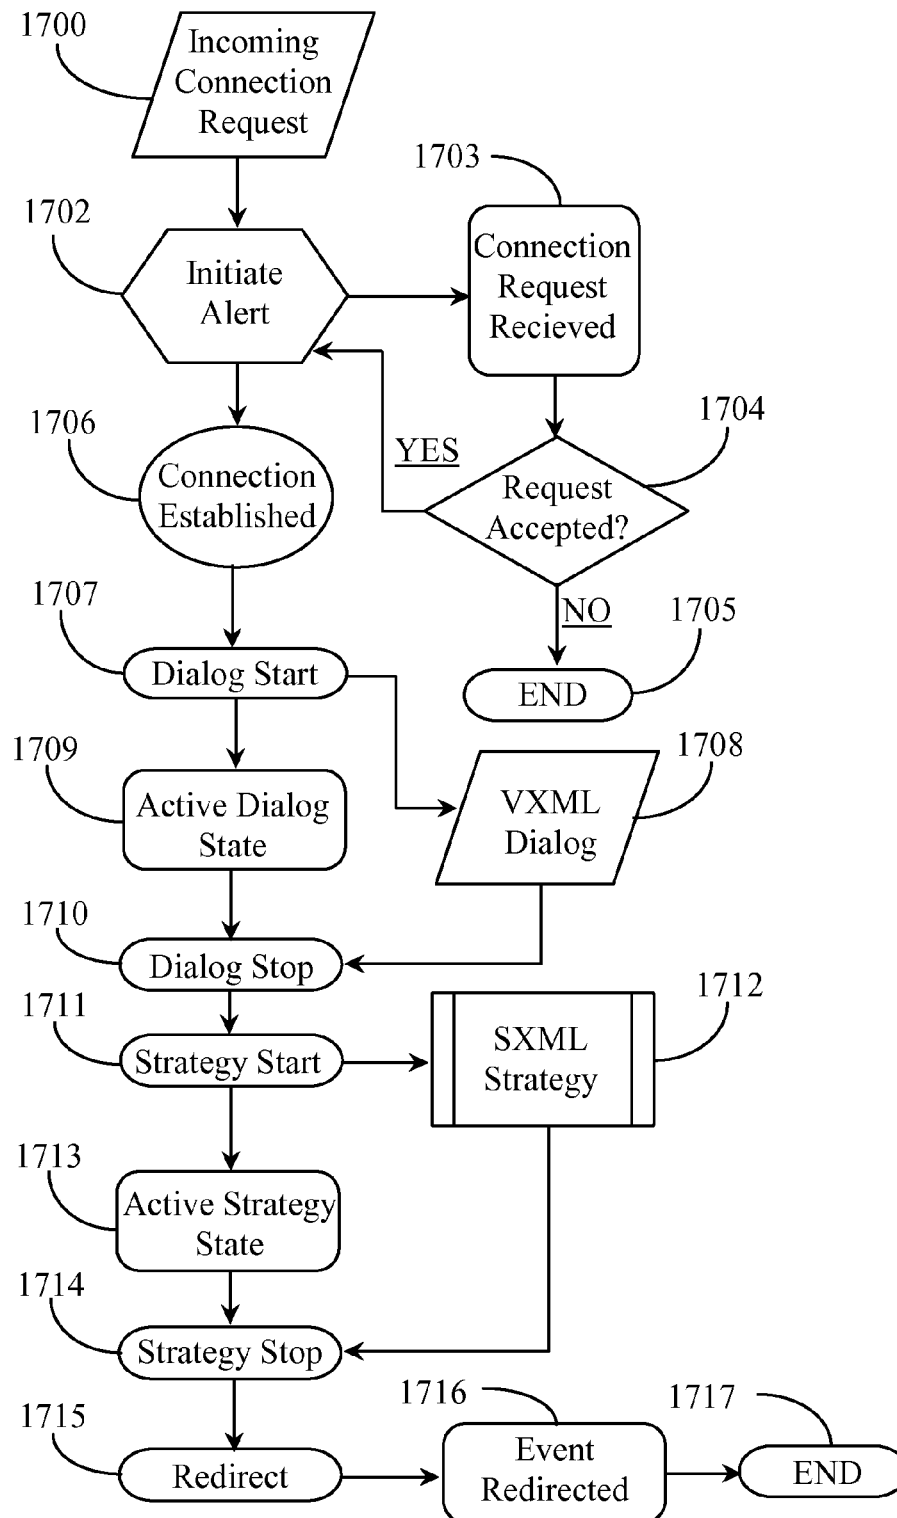 1700
Incoming
Connection
Request
1703
1702
Initiate
Alert
Connection
Request
Recieved
1704
1706
YES
Connection
Established
Request
Accepted?
1707
NO
1705
Dialog Start
END
1709
1708
Active Dialog
State
VXML
Dialog
1710
Dialog Stop
1711
1712
Strategy Start
SXML
Strategy
1713
Active Strategy
State
1714
Strategy Stop
1716
1717
1715
Redirect
Event
Redirected
END